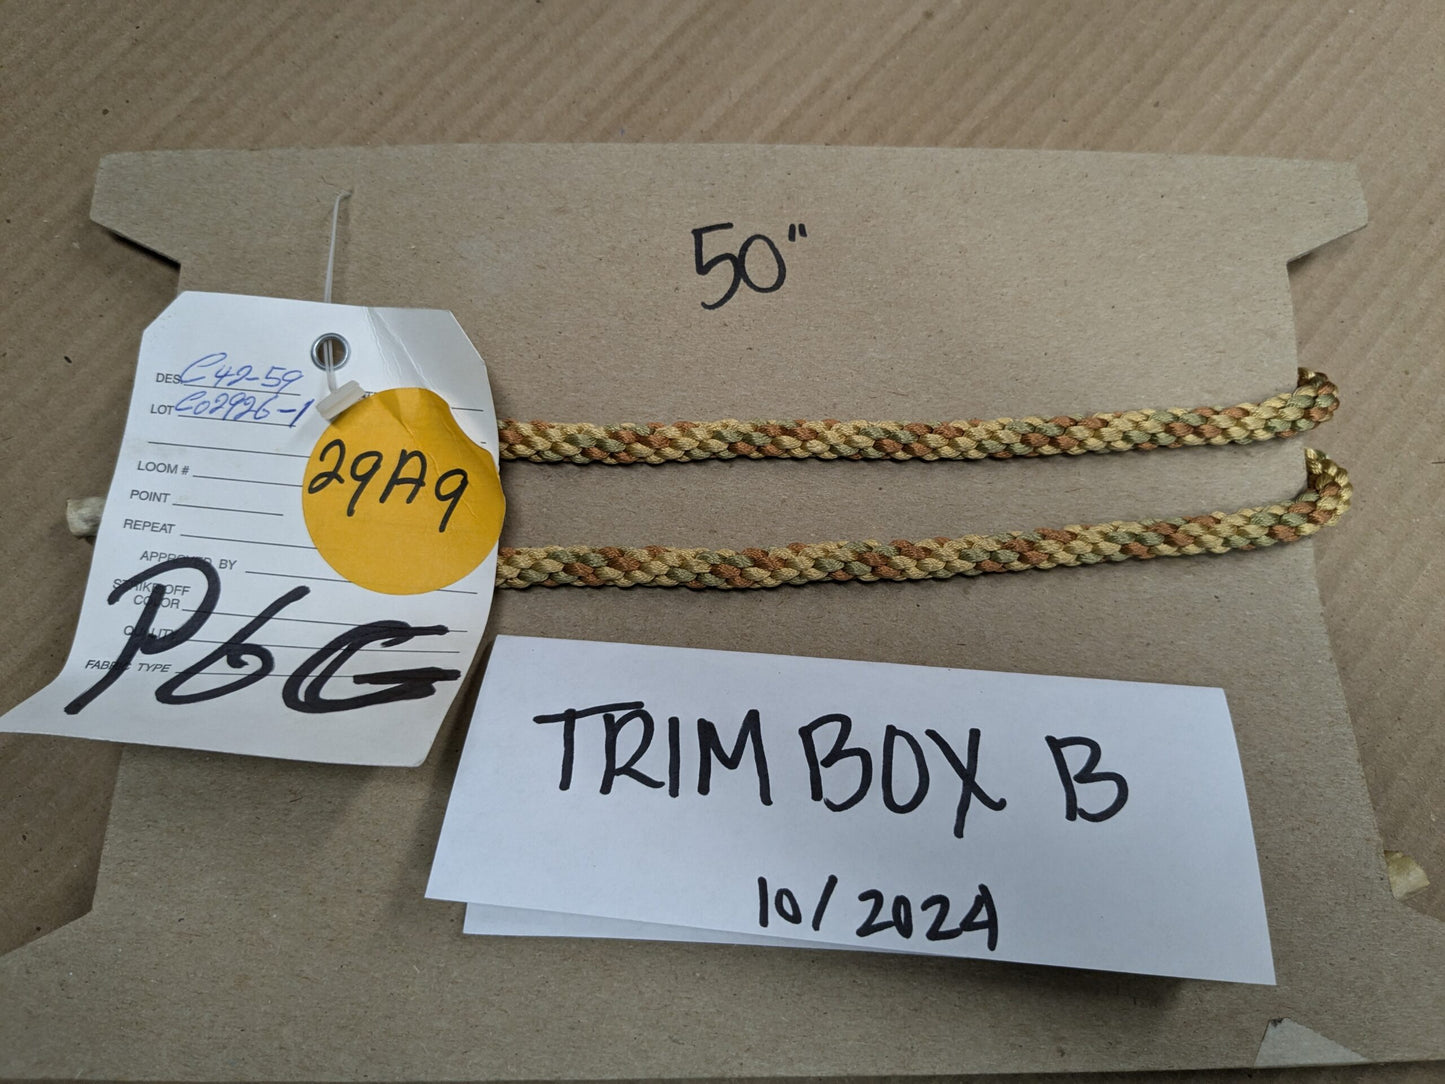 50"
DES C42-59
LOT C02926-1
LOOM #
POINT
REPEAT
APPROVED BY
STRIKE OFF
COLOR
QUALITY
FABRIC TYPE
29A9
P6G
TRIM BOX B
10/2024